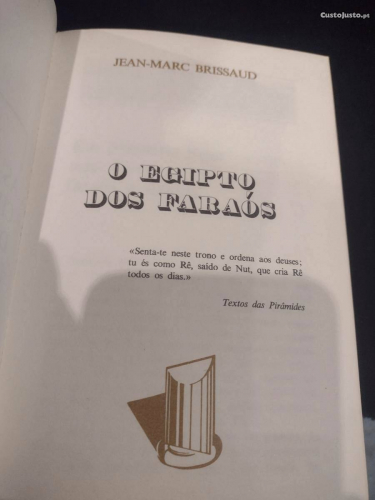 CustoJusto.pt
JEAN-MARC BRISSAUD
O EGIPTO
DOS FARAÓS
«Senta-te neste trono e ordena aos deuses;
tu és como Rê, saído de Nut, que cria Rê
todos os dias.»
Textos das Pirâmides